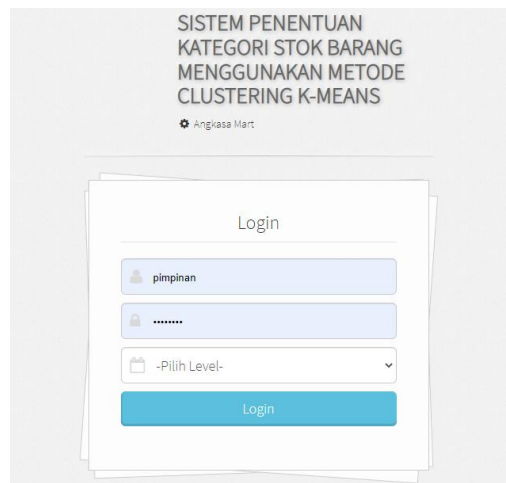 SISTEM PENENTUAN
KATEGORI STOK BARANG
MENGGUNAKAN METODE
CLUSTERING K-MEANS
Angkasa Mart
Login
pimpinan
••••••••
-Pilih Level-
Login